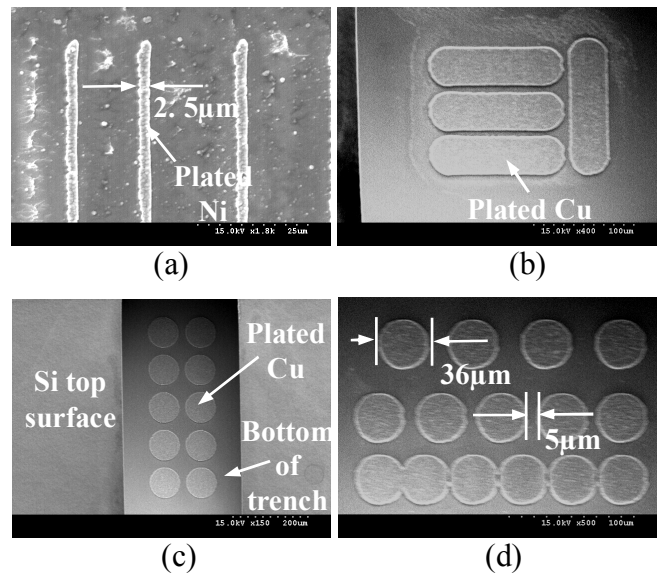 2. 5µm
Plated
Ni
15.0kV x1.8k 25um
(a)
Plated Cu
15.0kV x400 100um
(b)
Si top
surface
Plated
Cu
Bottom
of
trench
15.0kV x150 200um
(c)
36µm
5µm
15.0kV x500 100um
(d)